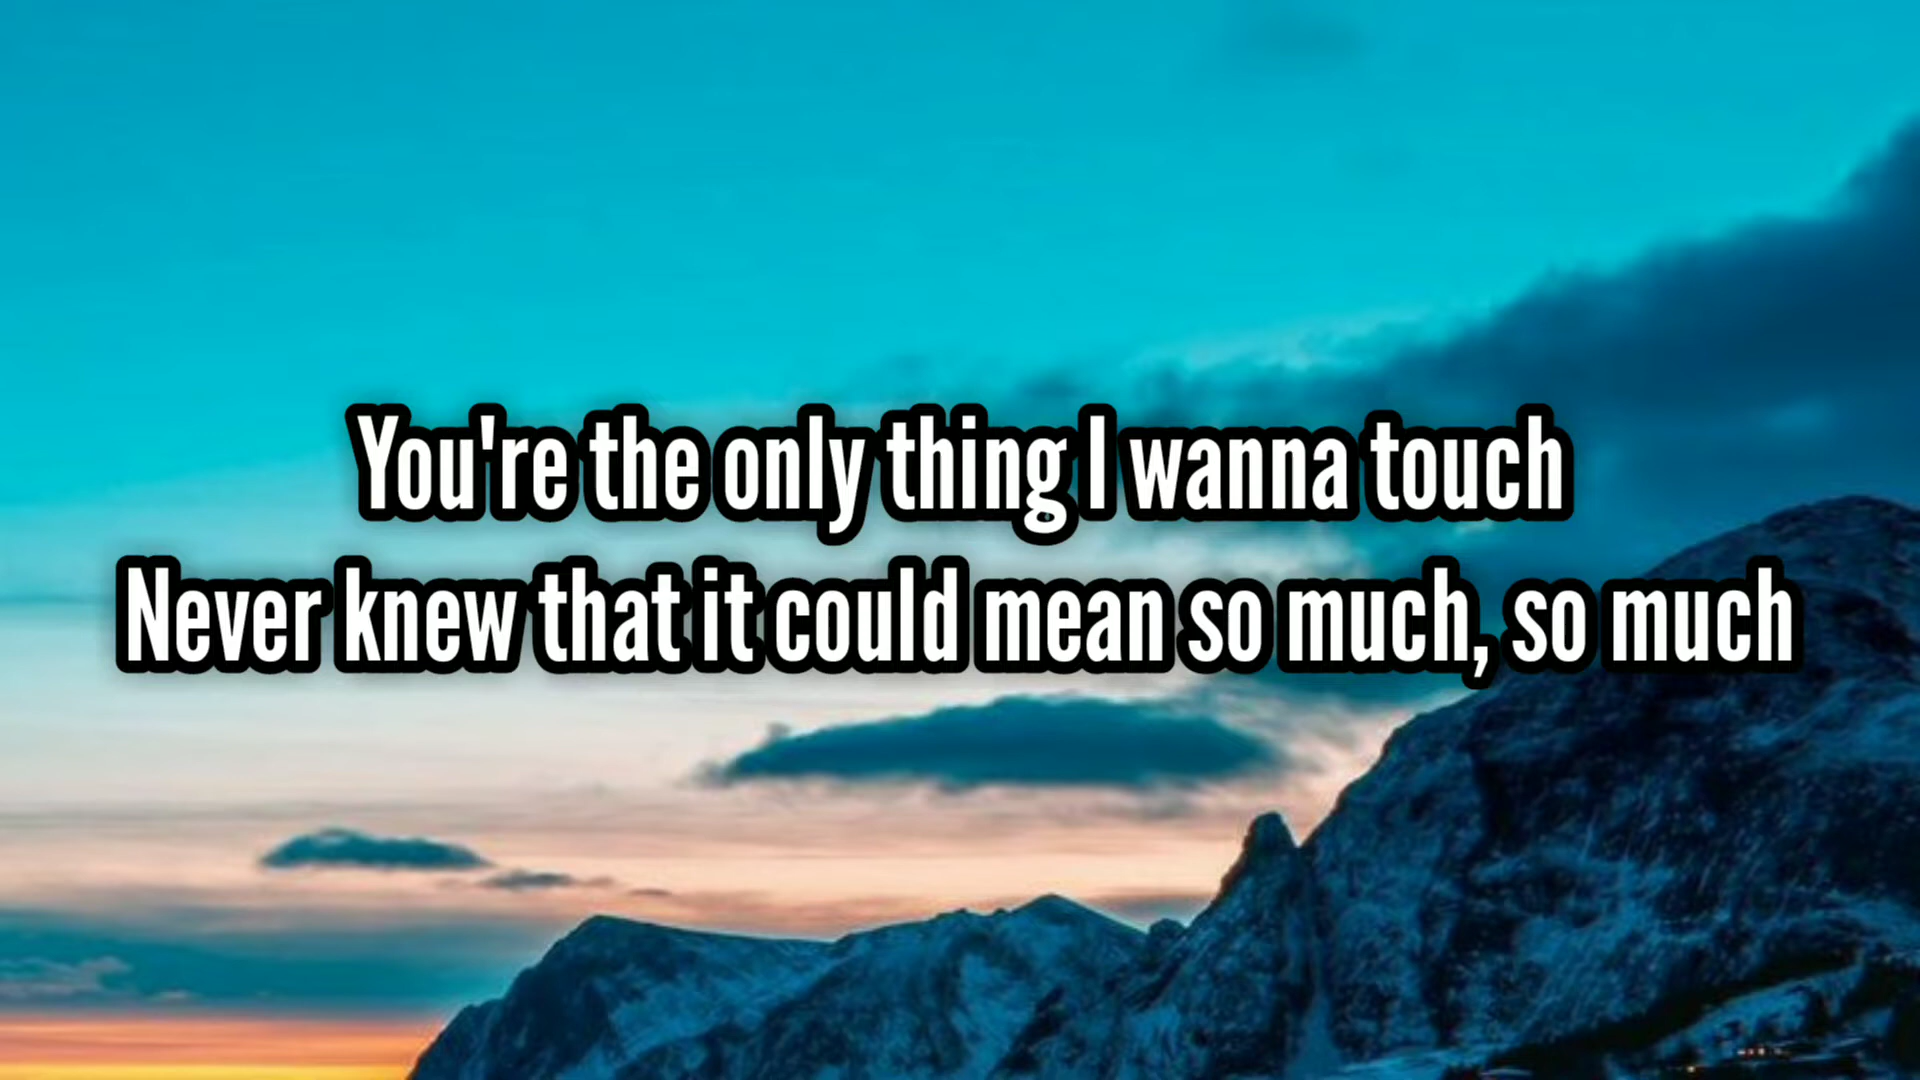 You're the only thing I wanna touch
Never knew that it could mean so much, so much